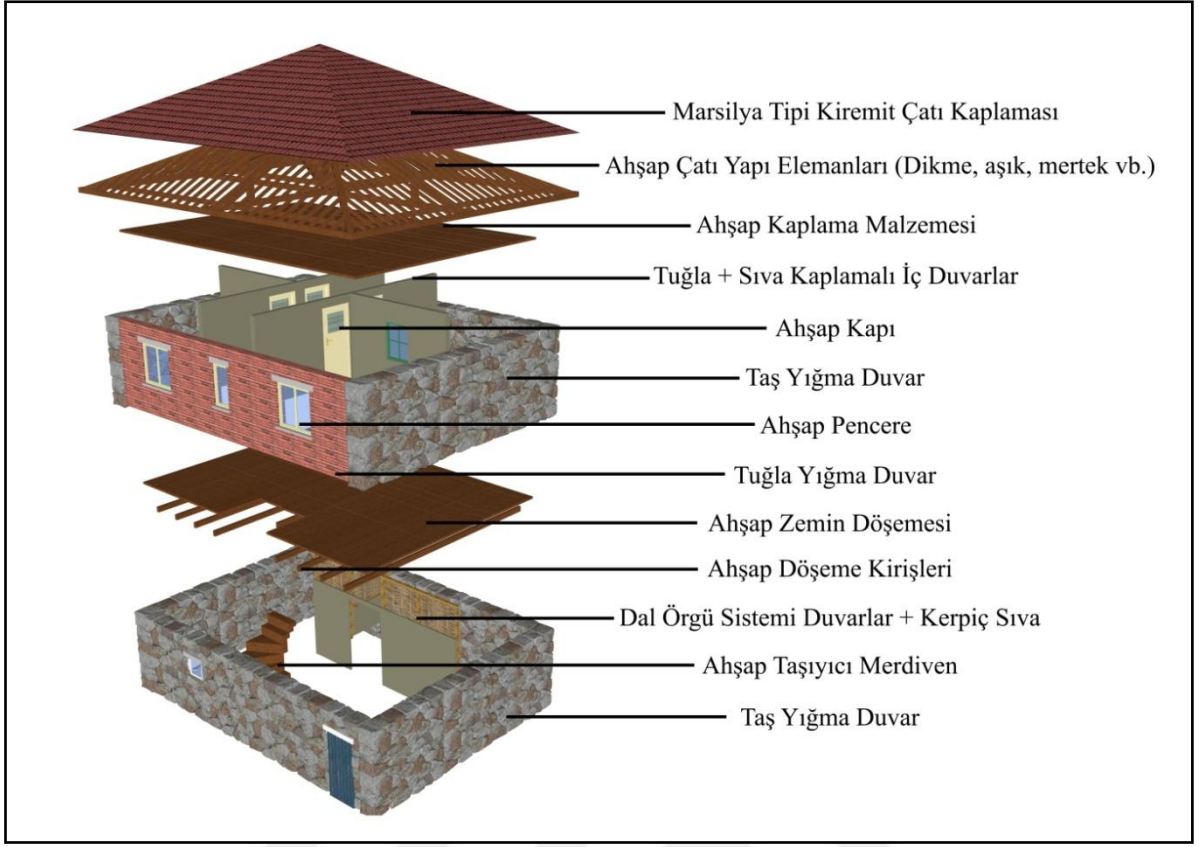 Marsilya Tipi Kiremit Çatı Kaplaması
Ahşap Çatı Yapı Elemanları (Dikme, aşık, mertek vb.)
Ahşap Kaplama Malzemesi
Tuğla + Sıva Kaplamalı İç Duvarlar
Ahşap Kapı
Taş Yığma Duvar
Ahşap Pencere
Tuğla Yığma Duvar
Ahşap Zemin Döşemesi
Ahşap Döşeme Kirişleri
Dal Örgü Sistemi Duvarlar + Kerpiç Sıva
Ahşap Taşıyıcı Merdiven
Taş Yığma Duvar